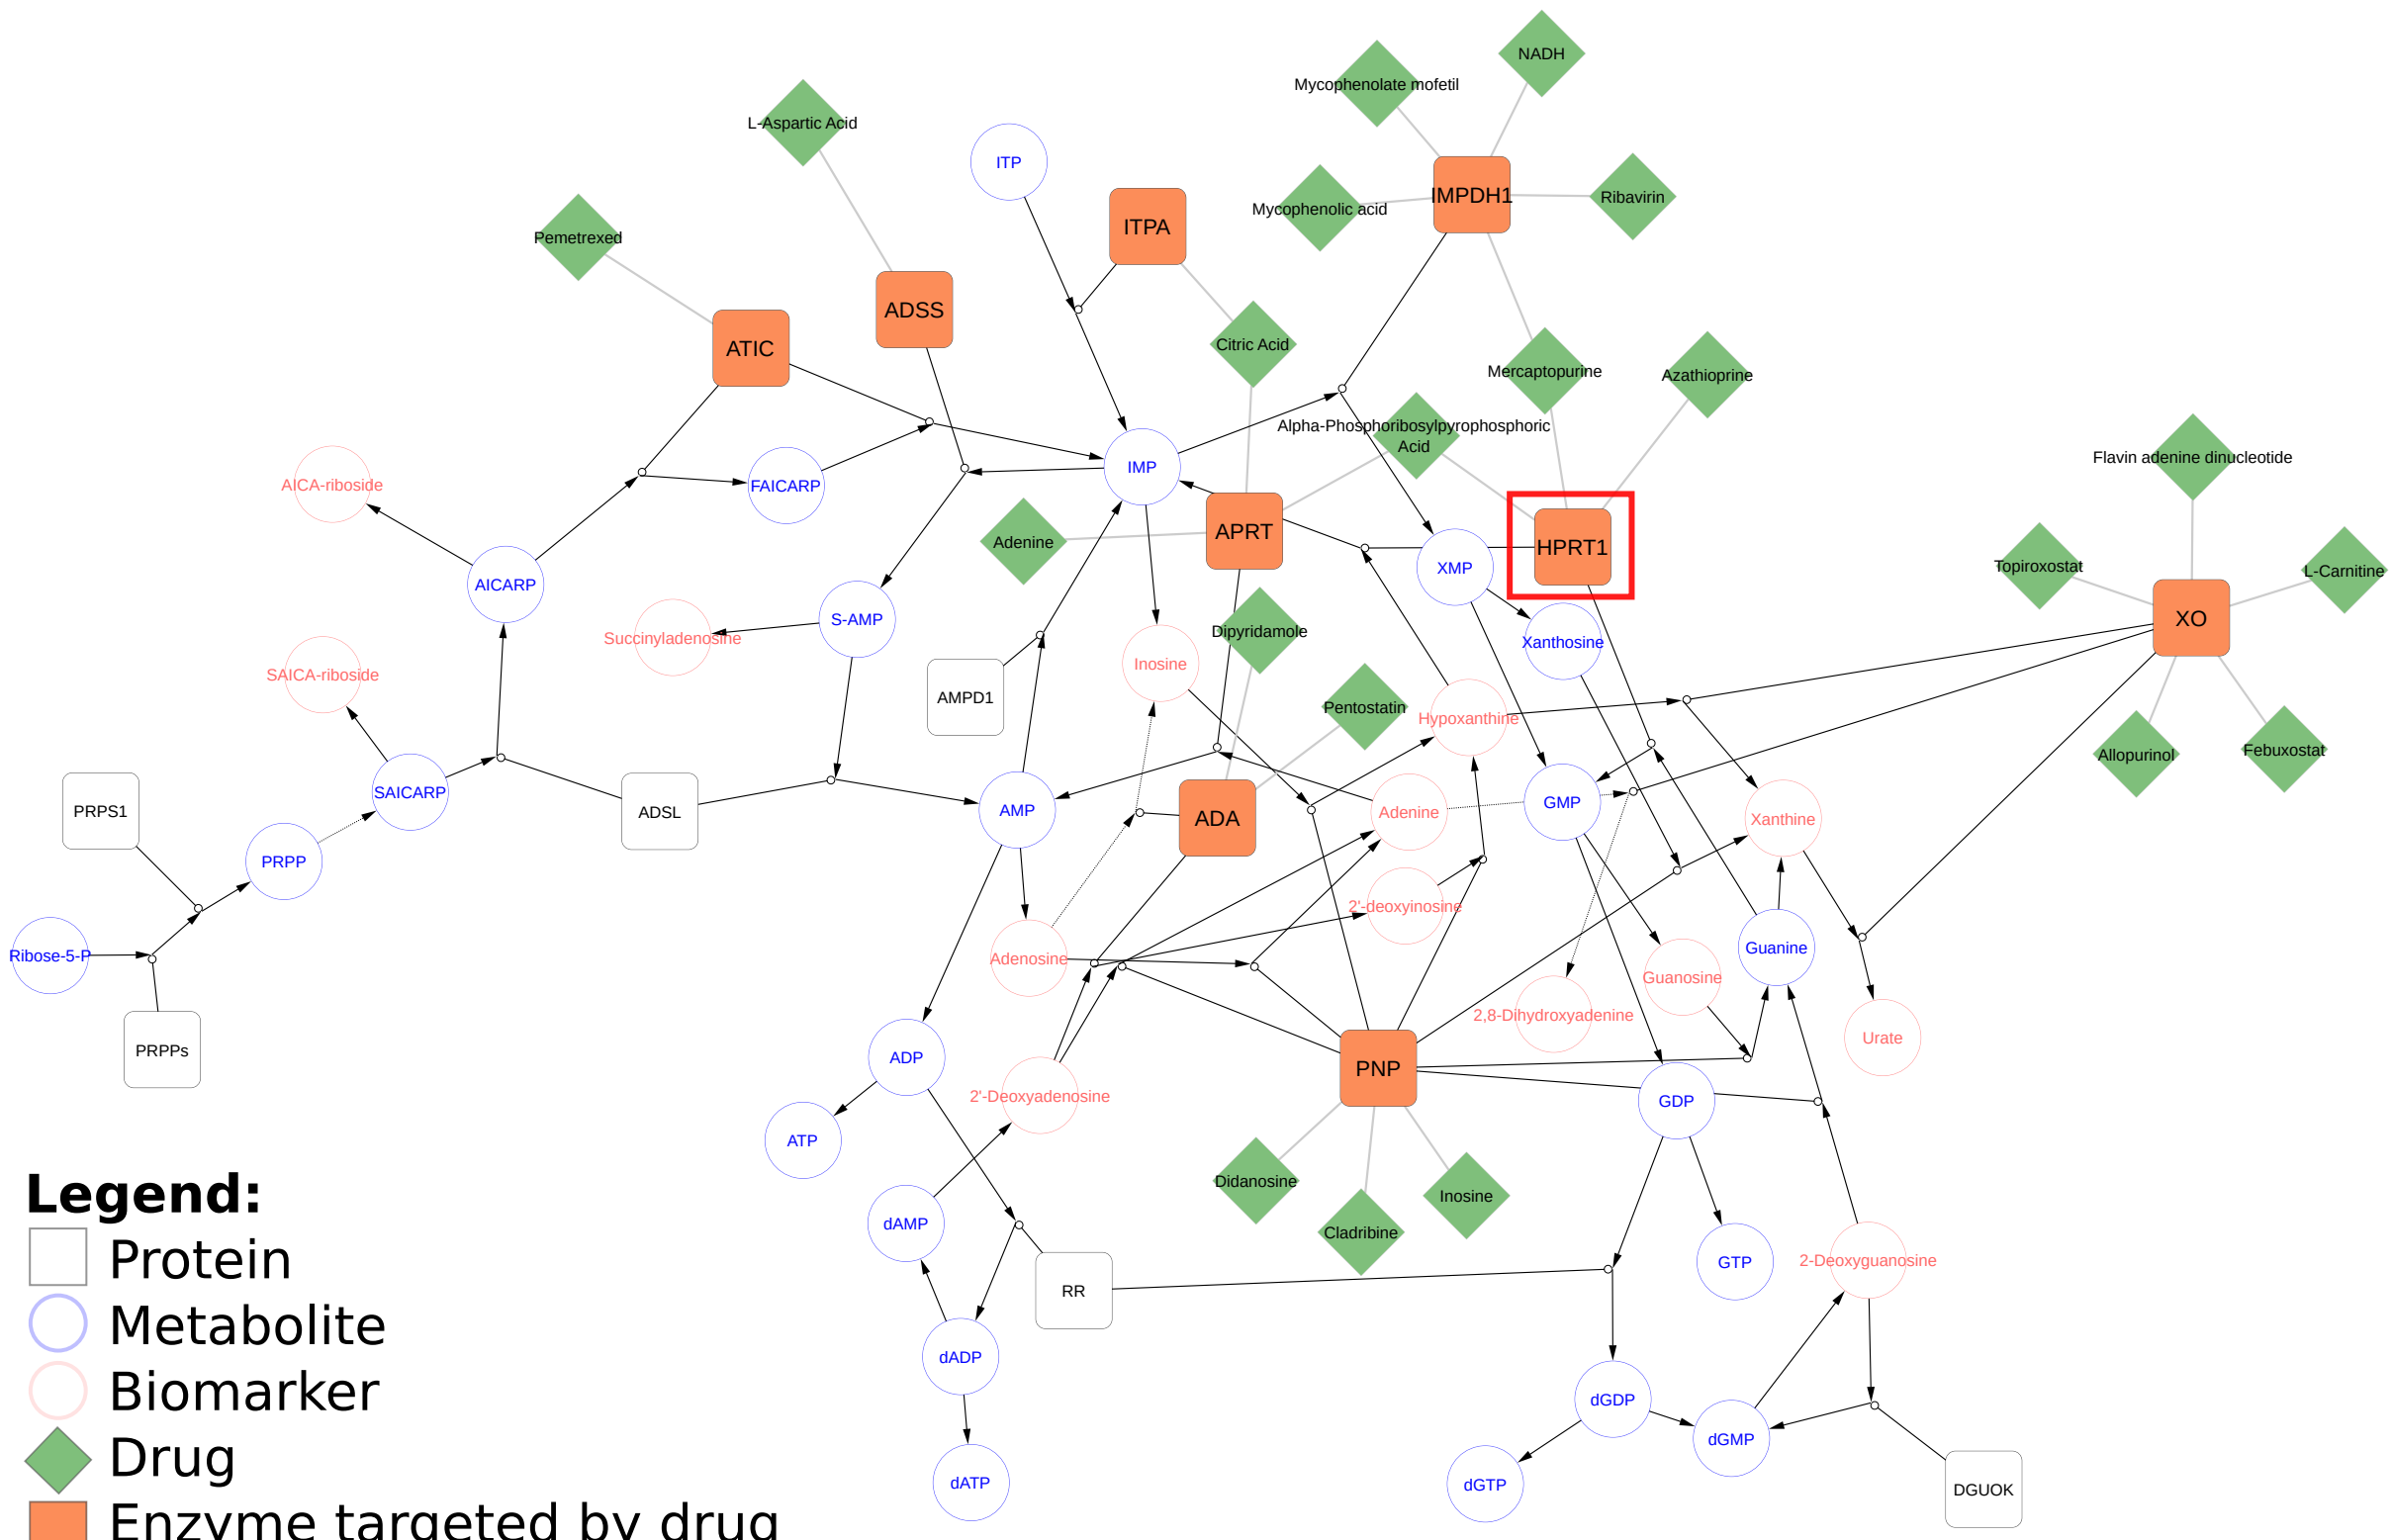 NADH
Mycophenolate mofetil
L-Aspartic Acid
ITP
IMPDH1
Ribavirin
Mycophenolic acid
ITPA
Pemetrexed
ADSS
Citric Acid
ATIC
Mercaptopurine
Azathioprine
Alpha-Phosphoribosylpyrophosphoric
Acid
Flavin adenine dinucleotide
IMP
AICA-riboside
FAICARP
APRT
Adenine
HPRT1
XMP
Topiroxostat
L-Carnitine
AICARP
XO
S-AMP
Dipyridamole
Succinyladenosine
Xanthosine
Inosine
SAICA-riboside
AMPD1
Pentostatin
Hypoxanthine
Allopurinol
Febuxostat
SAICARP
PRPS1
ADSL
AMP
ADA
Adenine
GMP
Xanthine
PRPP
2'-deoxyinosine
Ribose-5-P
Adenosine
Guanine
Guanosine
2,8-Dihydroxyadenine
Urate
PRPPs
ADP
PNP
2'-Deoxyadenosine
GDP
ATP
Didanosine
Inosine
Cladribine
dAMP
RR
GTP
2-Deoxyguanosine
dADP
dGDP
dGMP
dATP
dGTP
DGUOK
Legend:
Protein
Metabolite
Biomarker
Drug
Enzyme targeted by drug